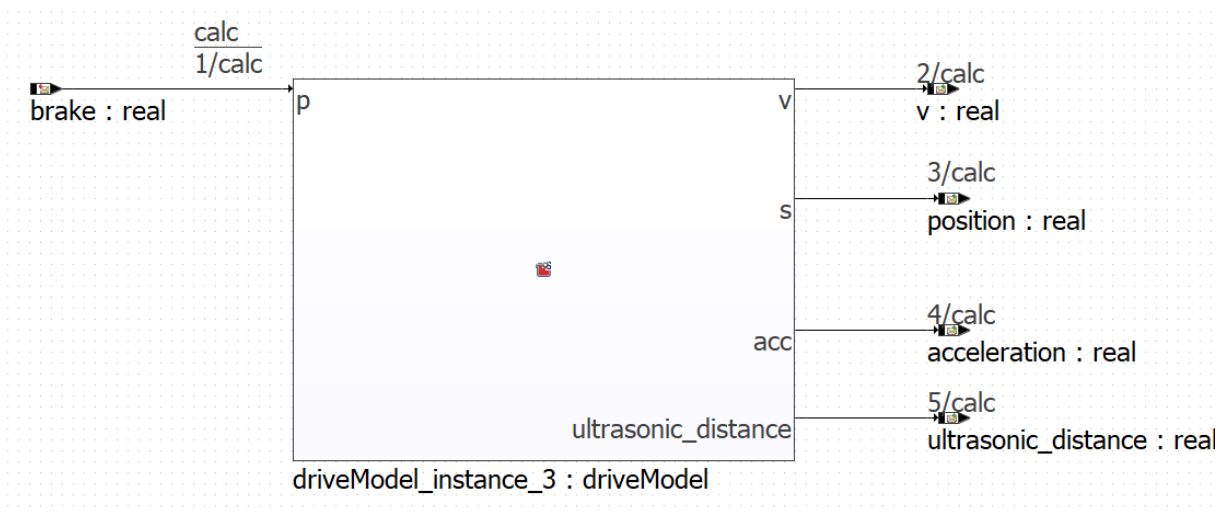 calc
1/calc
brake : real
p
v
2/calc
v : real
s
3/calc
position : real
acc
4/calc
acceleration : real
ultrasonic_distance
5/calc
ultrasonic_distance : real
driveModel_instance_3 : driveModel